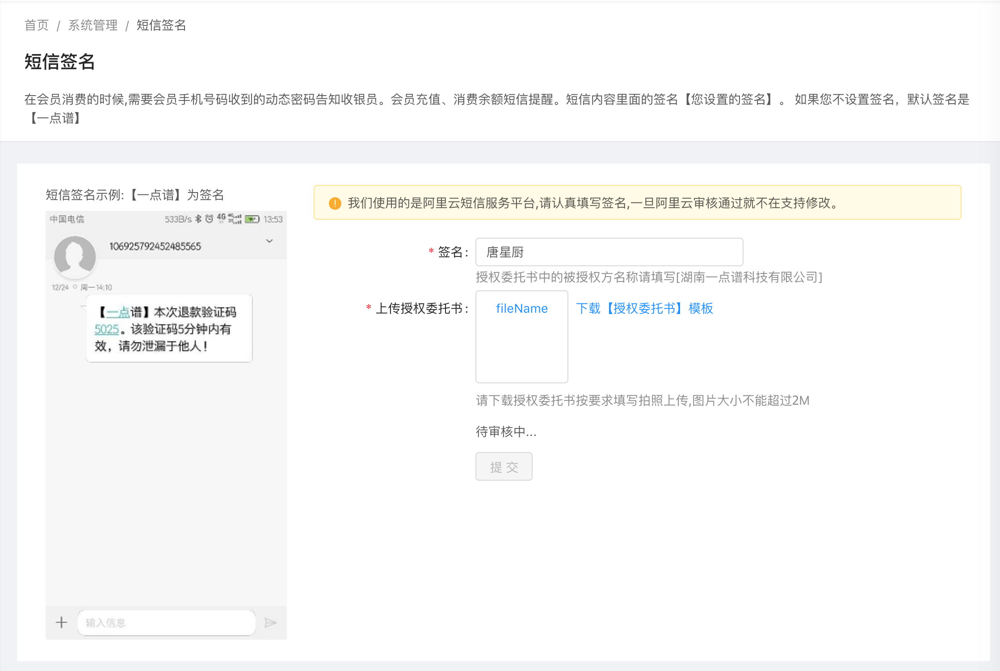 首页 / 系统管理 / 短信签名
短信签名
在会员消费的时候,需要会员手机号码收到的动态密码告知收银员。会员充值、消费余额短信提醒。短信内容里面的签名【您设置的签名】。 如果您不设置签名，默认签名是
【一点谱】
短信签名示例:【一点谱】为签名
中国电信 533B/s 4G 4G 2G 13:53
106925792452485565
12/24 周一 14:10
【一点谱】本次退款验证码
5025。该验证码5分钟内有
效，请勿泄漏于他人！
输入信息
我们使用的是阿里云短信服务平台,请认真填写签名,一旦阿里云审核通过就不在支持修改。
* 签名: 唐星厨
授权委托书中的被授权方名称请填写[湖南一点谱科技有限公司]
* 上传授权委托书: fileName 下载【授权委托书】模板
请下载授权委托书按要求填写拍照上传,图片大小不能超过2M
待审核中...
提 交